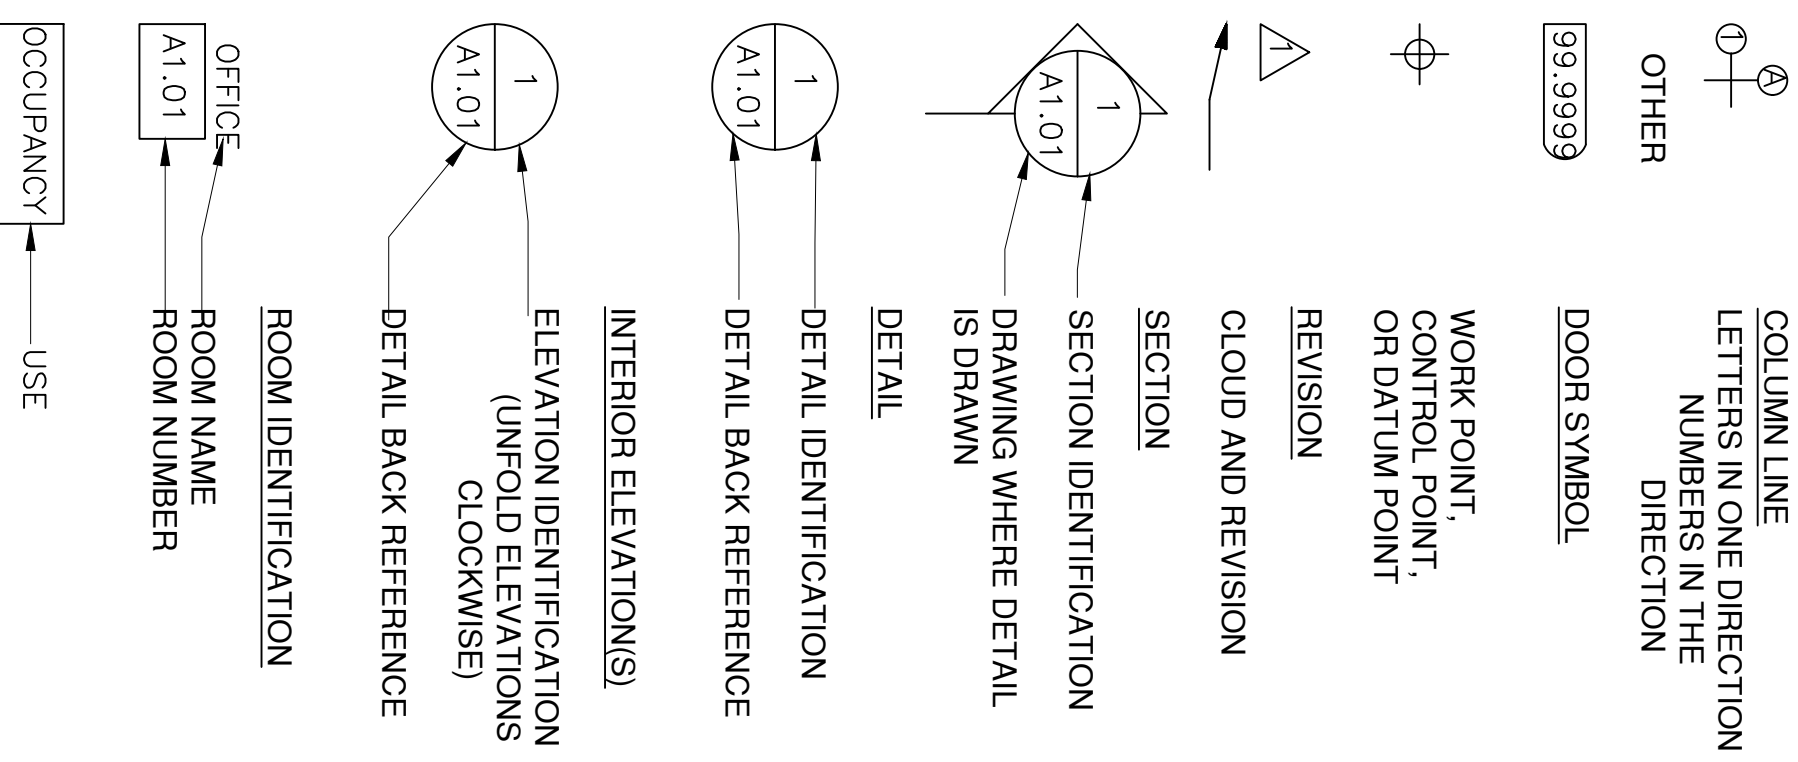 1
A
COLUMN LINE
LETTERS IN ONE DIRECTION
NUMBERS IN THE
OTHER
DIRECTION
99.9999
DOOR SYMBOL
WORK POINT,
CONTROL POINT,
OR DATUM POINT
REVISION
1
CLOUD AND REVISION
SECTION
1
A1.01
SECTION IDENTIFICATION
DRAWING WHERE DETAIL
IS DRAWN
DETAIL
1
A1.01
DETAIL IDENTIFICATION
DETAIL BACK REFERENCE
INTERIOR ELEVATION(S)
1
A1.01
ELEVATION IDENTIFICATION
(UNFOLD ELEVATIONS
CLOCKWISE)
DETAIL BACK REFERENCE
ROOM IDENTIFICATION
OFFICE
A1.01
ROOM NAME
ROOM NUMBER
OCCUPANCY
USE